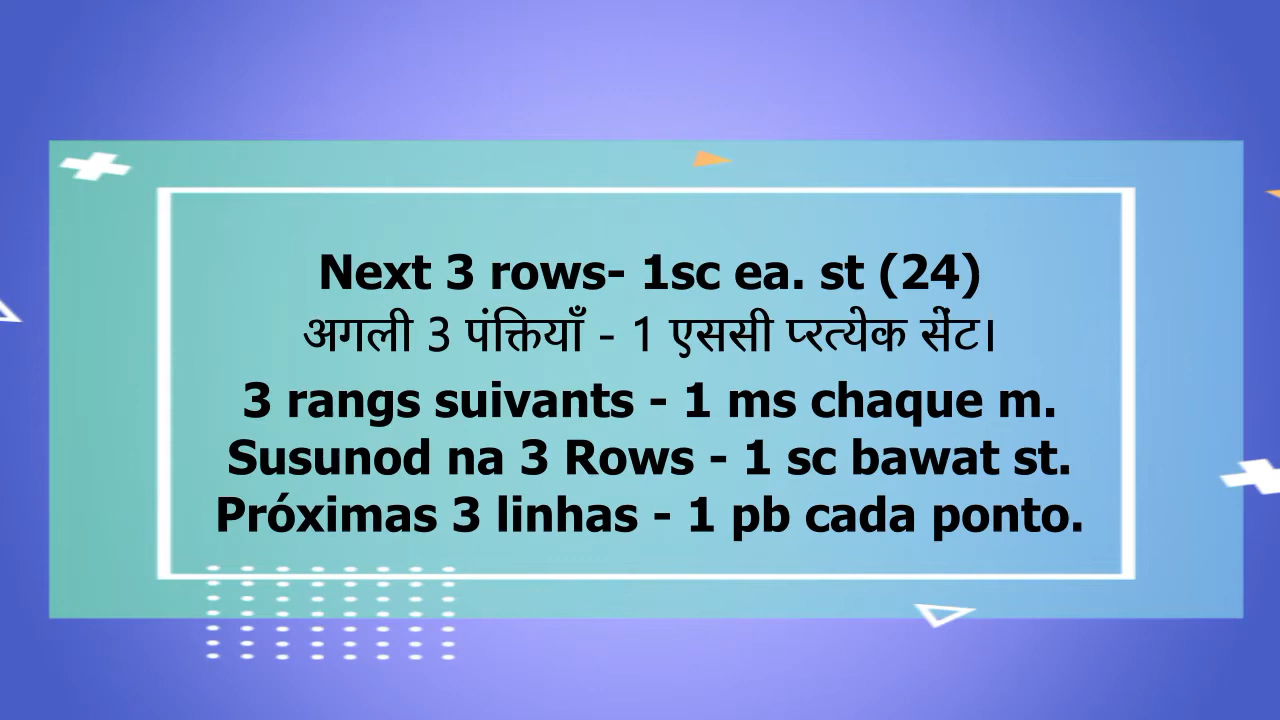 Next 3 rows- 1sc ea. st (24)
अगली 3 पंक्तियाँ - 1 एससी प्रत्येक सेंट।
3 rangs suivants - 1 ms chaque m.
Susunod na 3 Rows - 1 sc bawat st.
Próximas 3 linhas - 1 pb cada ponto.